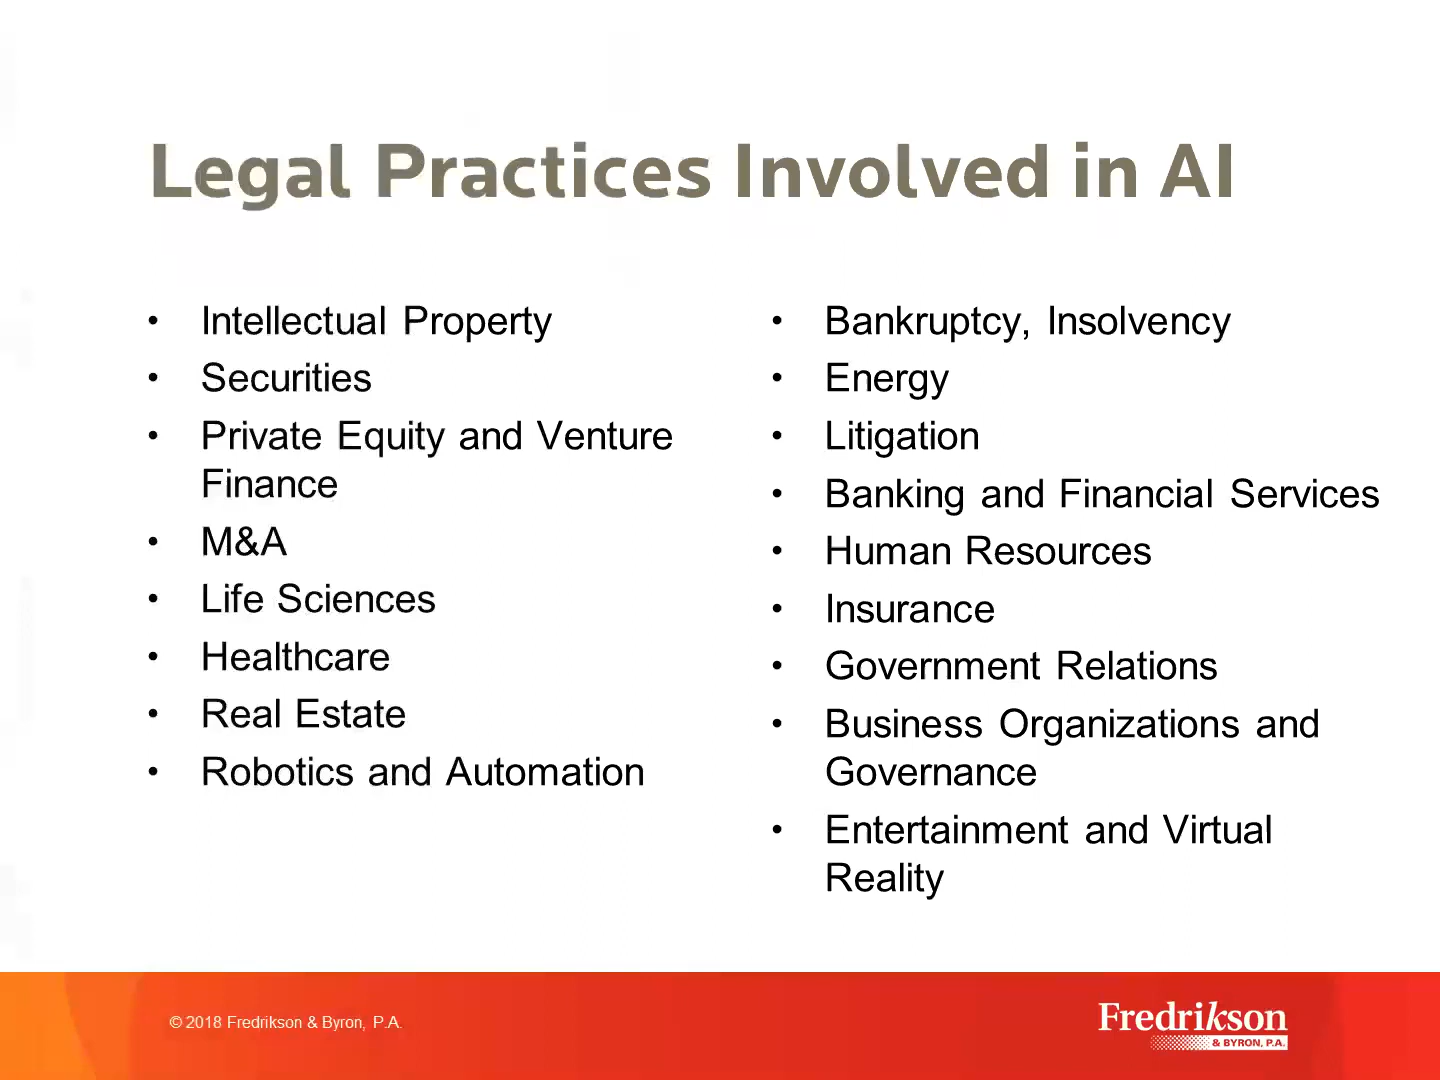 Legal Practices Involved in AI
• Intellectual Property
• Securities
• Private Equity and Venture
Finance
• M&A
• Life Sciences
• Healthcare
• Real Estate
• Robotics and Automation
• Bankruptcy, Insolvency
• Energy
• Litigation
• Banking and Financial Services
• Human Resources
• Insurance
• Government Relations
• Business Organizations and
Governance
• Entertainment and Virtual
Reality
© 2018 Fredrikson & Byron, P.A.
Fredrikson
& BYRON, P.A.